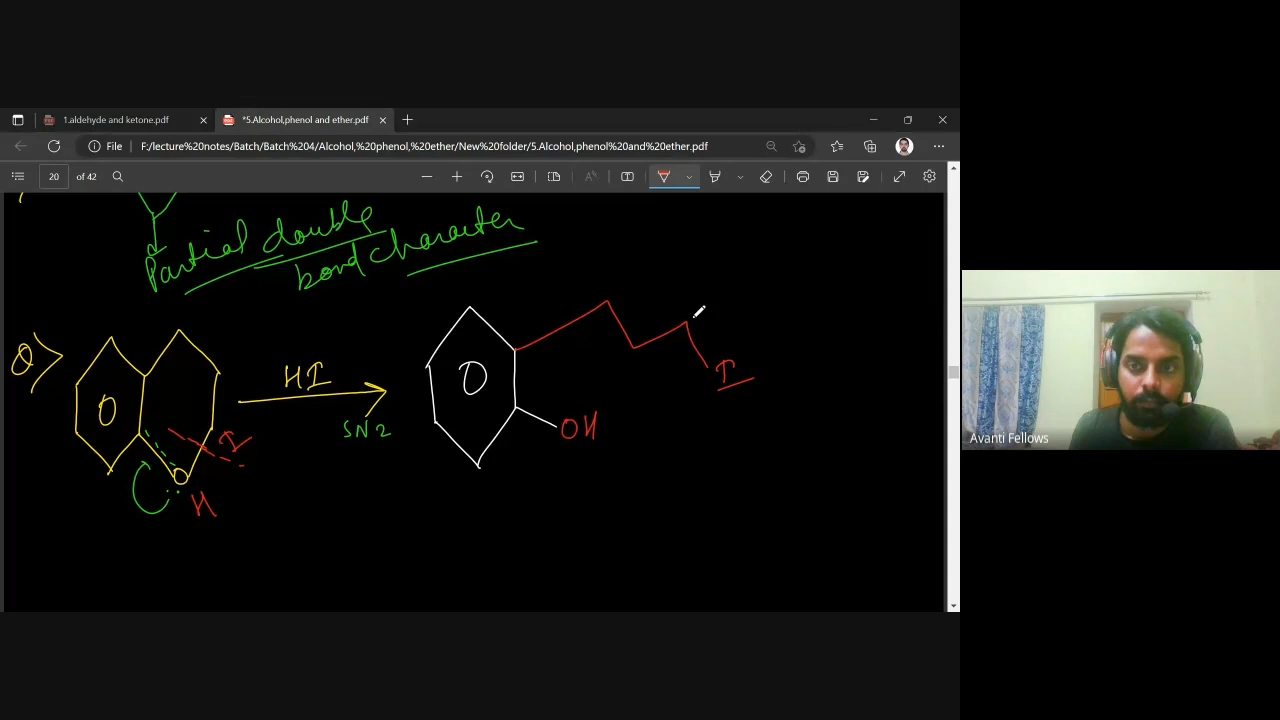 1.aldehyde and ketone.pdf
*5.Alcohol,phenol and ether.pdf
File
F:/lecture%20notes/Batch/Batch%204/Alcohol,%20phenol,%20ether/New%20folder/5.Alcohol,phenol%20and%20ether.pdf
20 of 42
Partial double
bond character
Q>
HI
SN2
I
O
H
I
OH
Avanti Fellows